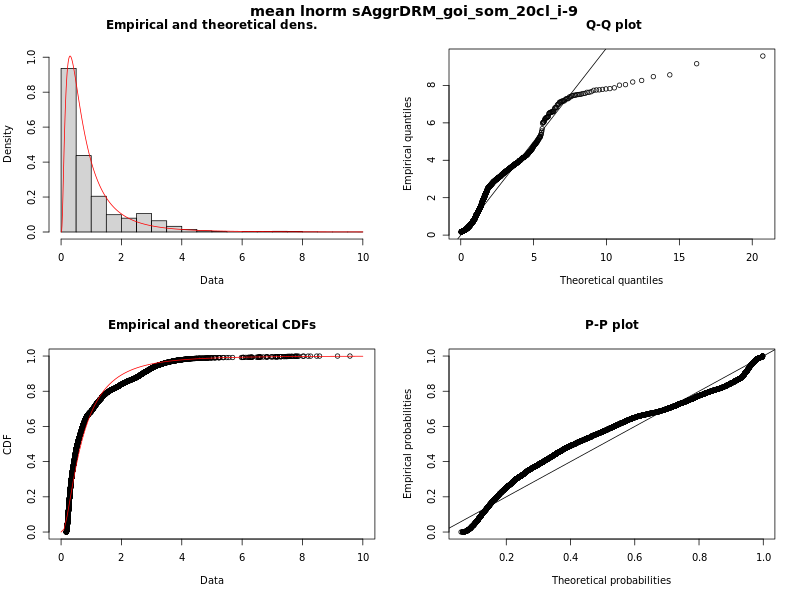 mean lnorm sAggrDRM_goi_som_20cl_i-9
Empirical and theoretical dens.
Density
0.0 0.2 0.4 0.6 0.8 1.0
0 2 4 6 8 10
Data
Q-Q plot
Empirical quantiles
0 2 4 6 8
0 5 10 15 20
Theoretical quantiles
Empirical and theoretical CDFs
CDF
0.0 0.2 0.4 0.6 0.8 1.0
0 2 4 6 8 10
Data
P-P plot
Empirical probabilities
0.0 0.2 0.4 0.6 0.8 1.0
0.2 0.4 0.6 0.8 1.0
Theoretical probabilities